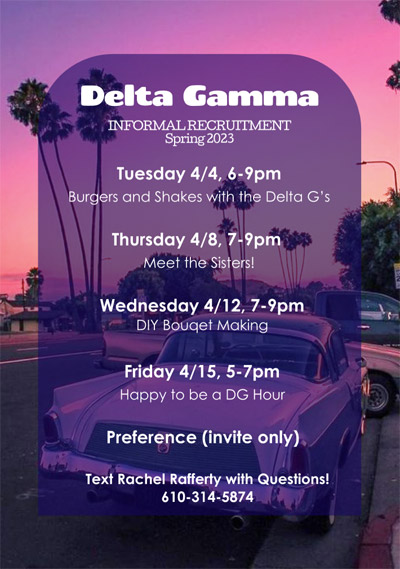 Delta Gamma
INFORMAL RECRUITMENT
Spring 2023
Tuesday 4/4, 6-9pm
Burgers and Shakes with the Delta G's
Thursday 4/8, 7-9pm
Meet the Sisters!
Wednesday 4/12, 7-9pm
DIY Bouqet Making
Friday 4/15, 5-7pm
Happy to be a DG Hour
Preference (invite only)
Text Rachel Rafferty with Questions!
610-314-5874